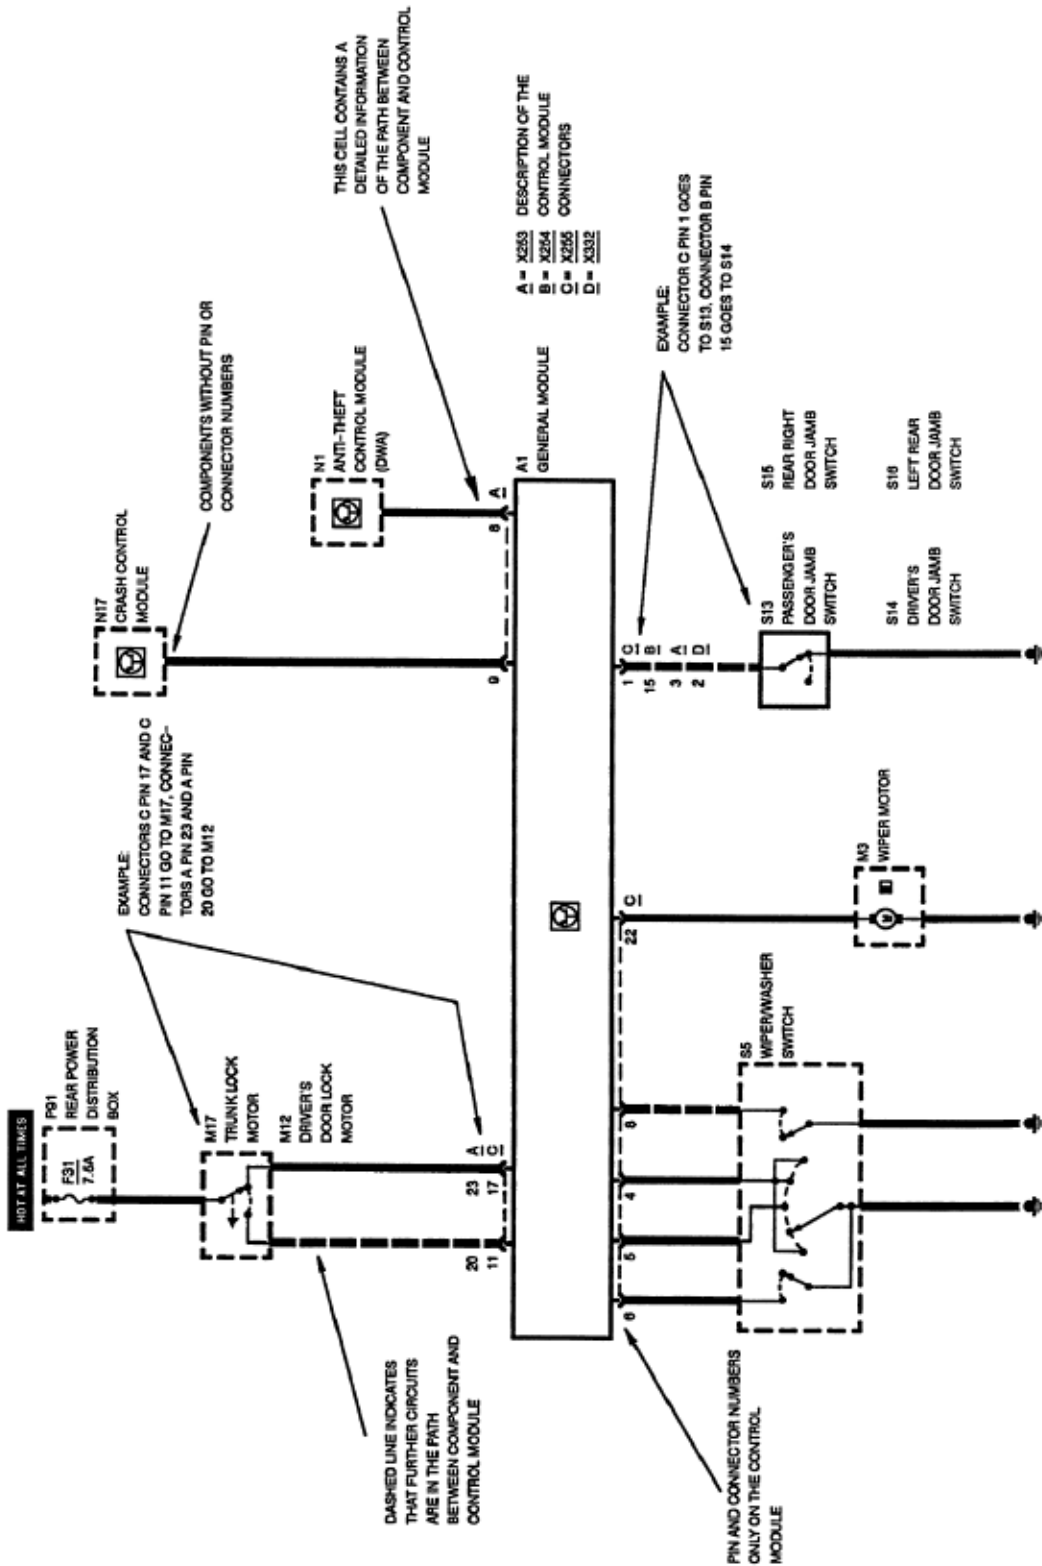 HOT AT ALL TIMES
P91
REAR POWER
DISTRIBUTION
BOX
F31
7.5A
M17
TRUNK LOCK
MOTOR
M12
DRIVER'S
DOOR LOCK
MOTOR
EXAMPLE:
CONNECTORS C PIN 17 AND C
PIN 11 GO TO M17, CONNEC-
TORS A PIN 23 AND A PIN
20 GO TO M12
N17
CRASH CONTROL
MODULE
COMPONENTS WITHOUT PIN OR
CONNECTOR NUMBERS
N1
ANTI-THEFT
CONTROL MODULE
(DWA)
THIS CELL CONTAINS A
DETAILED INFORMATION
OF THE PATH BETWEEN
COMPONENT AND CONTROL
MODULE
DASHED LINE INDICATES
THAT FURTHER CIRCUITS
ARE IN THE PATH
BETWEEN COMPONENT AND
CONTROL MODULE
20
11
23 A
17 C
9
8 A
A1
GENERAL MODULE
A = X253 DESCRIPTION OF THE
B = X254 CONTROL MODULE
C = X255 CONNECTORS
D = X332
6
5
4
8
22 C
1 C
15 B
3 A
2 D
EXAMPLE:
CONNECTOR C PIN 1 GOES
TO S13, CONNECTOR B PIN
15 GOES TO S14
PIN AND CONNECTOR NUMBERS
ONLY ON THE CONTROL
MODULE
S5
WIPER/WASHER
SWITCH
M3
WIPER MOTOR
M
S13
PASSENGER'S
DOOR JAMB
SWITCH
S15
REAR RIGHT
DOOR JAMB
SWITCH
S14
DRIVER'S
DOOR JAMB
SWITCH
S16
LEFT REAR
DOOR JAMB
SWITCH